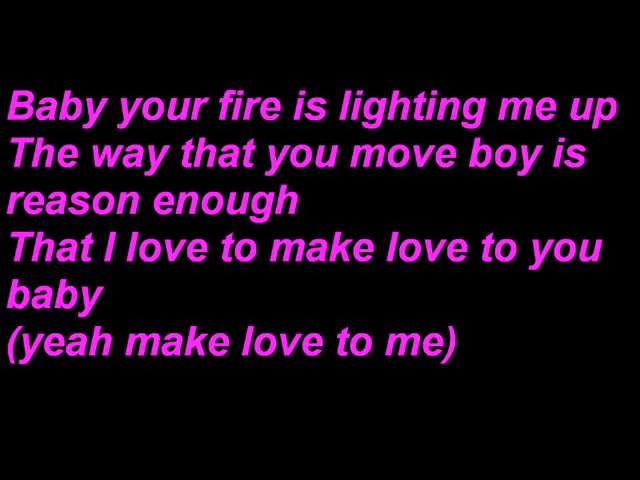 Baby your fire is lighting me up
The way that you move boy is
reason enough
That I love to make love to you
baby
(yeah make love to me)